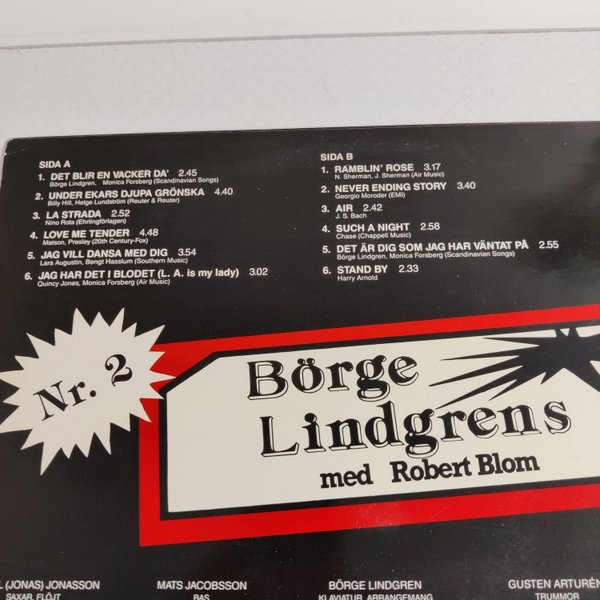 SIDA A
1. DET BLIR EN VACKER DA' 2.45
Börge Lindgren, Monica Forsberg (Scandinavian Songs)
2. UNDER EKARS DJUPA GRÖNSKA 4.40
Billy Hill, Helge Lundström (Reuter & Reuter)
3. LA STRADA 2.52
Nino Rota (Ehrlingförlagen)
4. LOVE ME TENDER 4.48
Matson, Presley (20th Century-Fox)
5. JAG VILL DANSA MED DIG 3.54
Lara Augustin, Bengt Hasslum (Southern Music)
6. JAG HAR DET I BLODET (L. A. is my lady) 3.02
Quincy Jones, Monica Forsberg (Air Music)
SIDA B
1. RAMBLIN' ROSE 3.17
N. Sherman, J. Sherman (Air Music)
2. NEVER ENDING STORY 3.40
Georgio Moroder (EMI)
3. AIR 2.42
J. S. Bach
4. SUCH A NIGHT 2.58
Chase (Chappell Music)
5. DET ÄR DIG SOM JAG HAR VÄNTAT PÅ 2.55
Börge Lindgren, Monica Forsberg (Scandinavian Songs)
6. STAND BY 2.33
Harry Arnold
Nr. 2
Börge
Lindgrens
med Robert Blom
L (JONAS) JONASSON
SAXAR, FLÖJT
MATS JACOBSSON
BAS
BÖRGE LINDGREN
KLAVIATUR, ARRANGEMANG
GUSTEN ARTURÉN
TRUMMOR